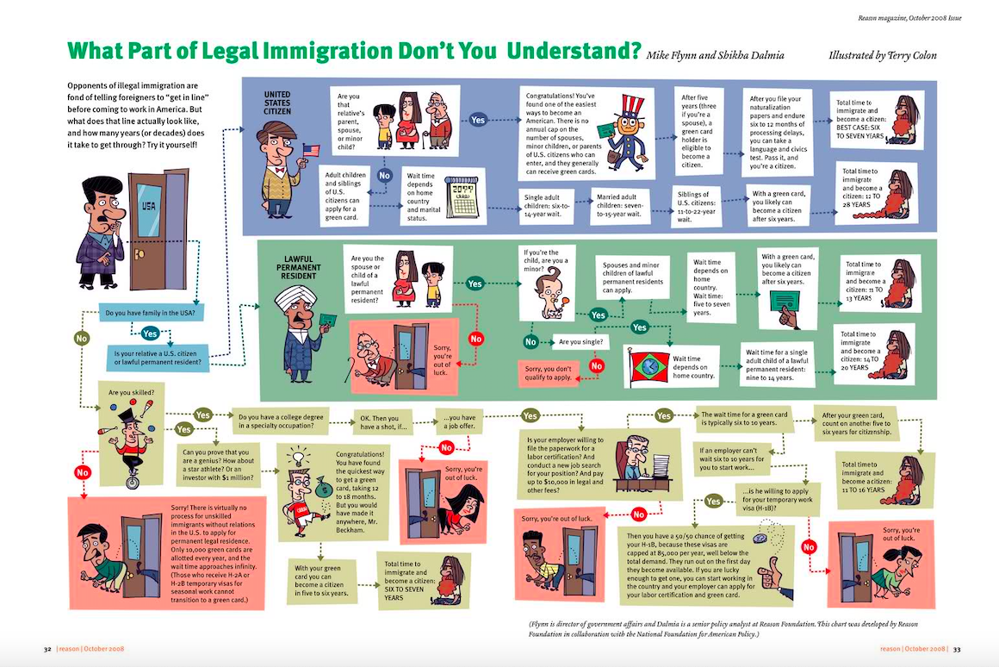 Reason magazine, October 2008 Issue
What Part of Legal Immigration Don't You Understand?
Mike Flynn and Shikha Dalmia
Illustrated by Terry Colon
Opponents of illegal immigration are
fond of telling foreigners to "get in line"
before coming to work in America. But
what does that line actually look like,
and how many years (or decades) does
it take to get through? Try it yourself!
USA
Do you have family in the USA?
Yes
No
Is your relative a U.S. citizen
or lawful permanent resident?
UNITED
STATES
CITIZEN
Are you
that
relative's
parent,
spouse,
or minor
child?
Yes
Congratulations! You've
found one of the easiest
ways to become an
American. There is no
annual cap on the
number of spouses,
minor children, or parents
of U.S. citizens who can
enter, and they generally
can receive green cards.
After five
years (three
if you're a
spouse), a
green card
holder is
eligible to
become a
citizen.
After you file your
naturalization
papers and endure
six to 12 months of
processing delays,
you can take a
language and civics
test. Pass it, and
you're a citizen.
Total time to
immigrate and
become a citizen:
BEST CASE: SIX
TO SEVEN YEARS
No
Adult children
and siblings
of U.S.
citizens can
apply for a
green card.
Wait time
depends
on home
country
and marital
status.
????
Single adult
children: six-to-
14-year wait.
Married adult
children: seven-
to-15-year wait.
Siblings of
U.S. citizens:
11-to-22-year
wait.
With a green card,
you likely can
become a citizen
after six years.
Total time to
immigrate
and become a
citizen: 12 TO
28 YEARS
LAWFUL
PERMANENT
RESIDENT
Are you the
spouse or
child of a
lawful
permanent
resident?
Yes
No
Sorry,
you're
out of
luck.
If you're the
child, are you a
minor?
Yes
Spouses and minor
children of lawful
permanent residents
can apply.
Wait time
depends on
home
country.
Wait time:
five to seven
years.
With a green card,
you likely can
become a citizen
after six years.
Total time to
immigrate
and become a
citizen: 11 TO
13 YEARS
No
Are you single?
Yes
No
Sorry, you don't
qualify to apply.
Wait time
depends on
home country.
Wait time for a single
adult child of a lawful
permanent resident:
nine to 14 years.
Total time to
immigrate
and become a
citizen: 14 TO
20 YEARS
Are you skilled?
Yes
Yes
No
Do you have a college degree
in a specialty occupation?
OK. Then you
have a shot, if...
...you have
a job offer.
Yes
No
Sorry, you're
out of luck.
Can you prove that you
are a genius? How about
a star athlete? Or an
investor with $1 million?
Congratulations!
You have found
the quickest way
to get a green
card, taking 12
to 18 months.
But you would
have made it
anywhere, Mr.
Beckham.
With your green
card you can
become a citizen
in five to six years.
Total time to
immigrate and
become a citizen:
SIX TO SEVEN
YEARS
Sorry! There is virtually no
process for unskilled
immigrants without relations
in the U.S. to apply for
permanent legal residence.
Only 10,000 green cards are
allotted every year, and the
wait time approaches infinity.
(Those who receive H-2A or
H-2B temporary visas for
seasonal work cannot
transition to a green card.)
Is your employer willing to
file the paperwork for a
labor certification? And
conduct a new job search
for your position? And pay
up to $10,000 in legal and
other fees?
Yes
No
Sorry, you're out of luck.
The wait time for a green card
is typically six to 10 years.
After your green card,
count on another five to
six years for citizenship.
Total time to
immigrate and
become a citizen:
11 TO 16 YEARS
If an employer can't
wait six to 10 years for
you to start work...
...is he willing to apply
for your temporary work
visa (H-1B)?
Yes
No
Then you have a 50/50 chance of getting
your H-1B, because these visas are
capped at 85,000 per year, well below the
total demand. They run out on the first day
they become available. If you are lucky
enough to get one, you can start working in
the country and your employer can apply for
your labor certification and green card.
Sorry, you're
out of luck.
(Flynn is director of government affairs and Dalmia is a senior policy analyst at Reason Foundation. This chart was developed by Reason
Foundation in collaboration with the National Foundation for American Policy.)
32 | reason | October 2008
reason | October 2008 | 33